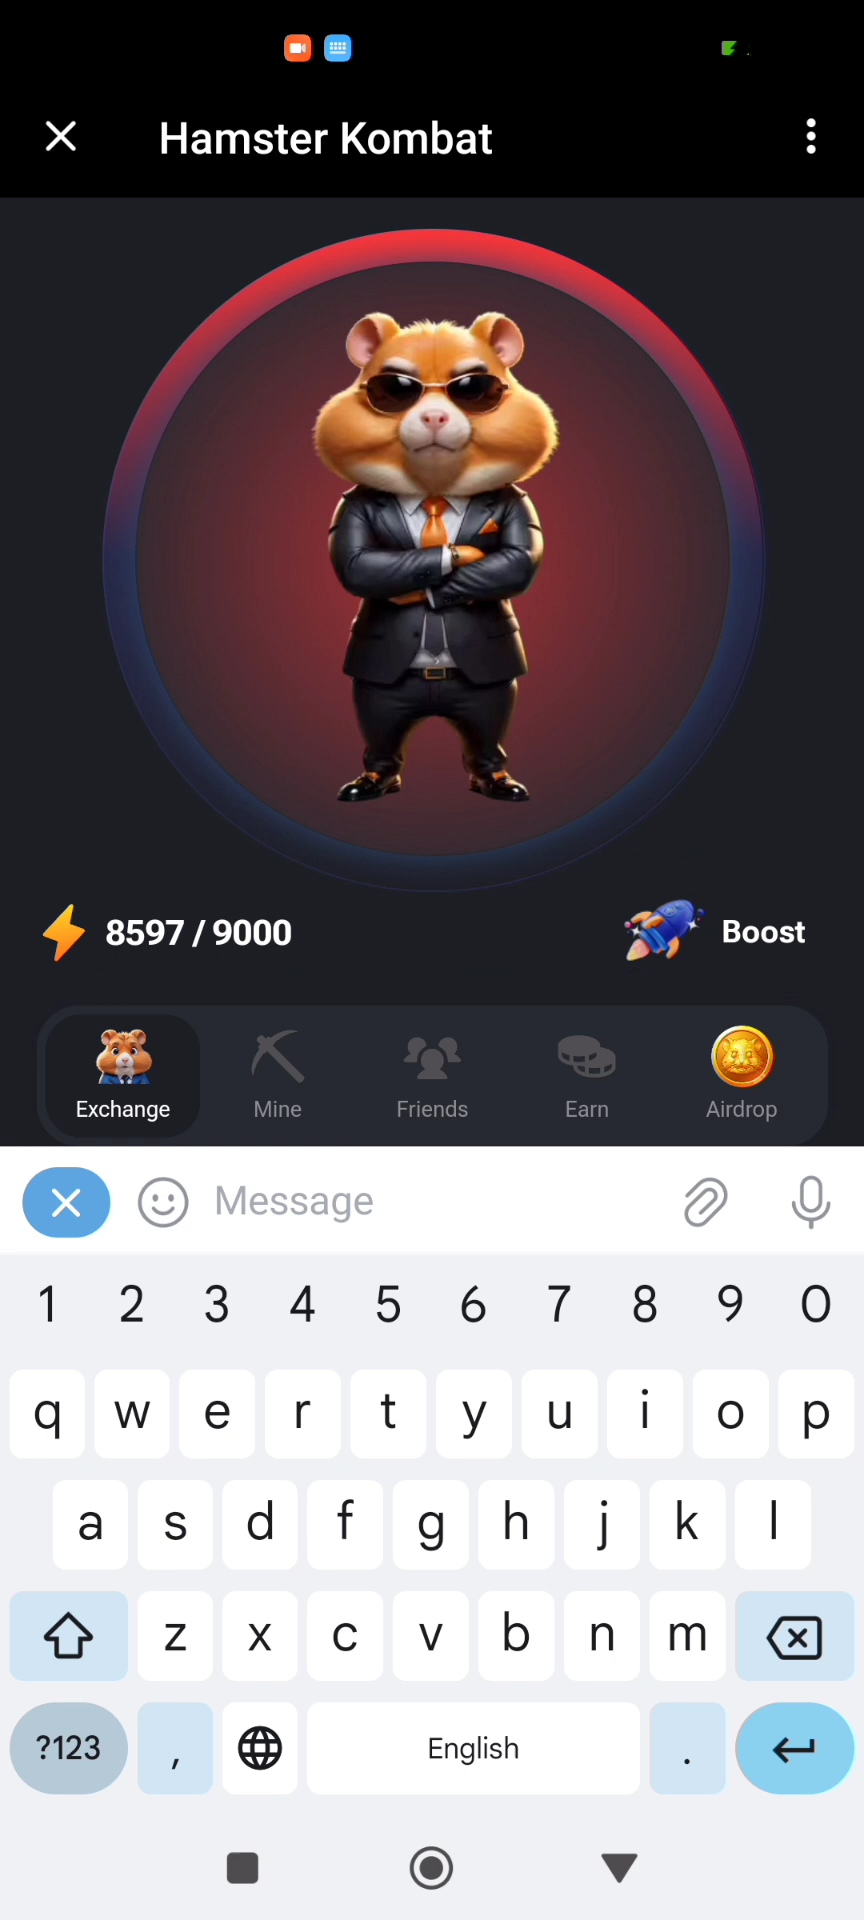 Hamster Kombat
8597 / 9000
Boost
Exchange
Mine
Friends
Earn
Airdrop
Message
1 2 3 4 5 6 7 8 9 0
q w e r t y u i o p
a s d f g h j k l
z x c v b n m
?123 , English .